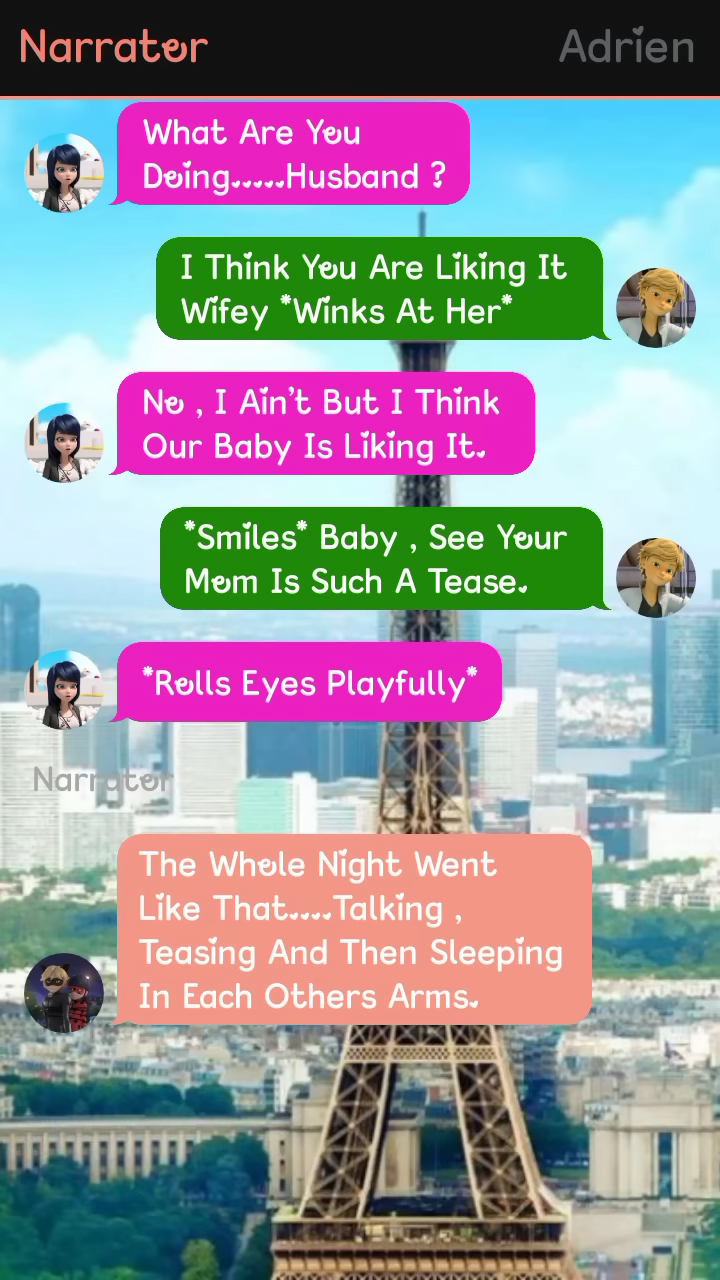 Narrator
Adrien
What Are You
Doing.....Husband ?
I Think You Are Liking It
Wifey *Winks At Her*
No , I Ain't But I Think
Our Baby Is Liking It.
*Smiles* Baby , See Your
Mom Is Such A Tease.
*Rolls Eyes Playfully*
Narrator
The Whole Night Went
Like That....Talking ,
Teasing And Then Sleeping
In Each Others Arms.